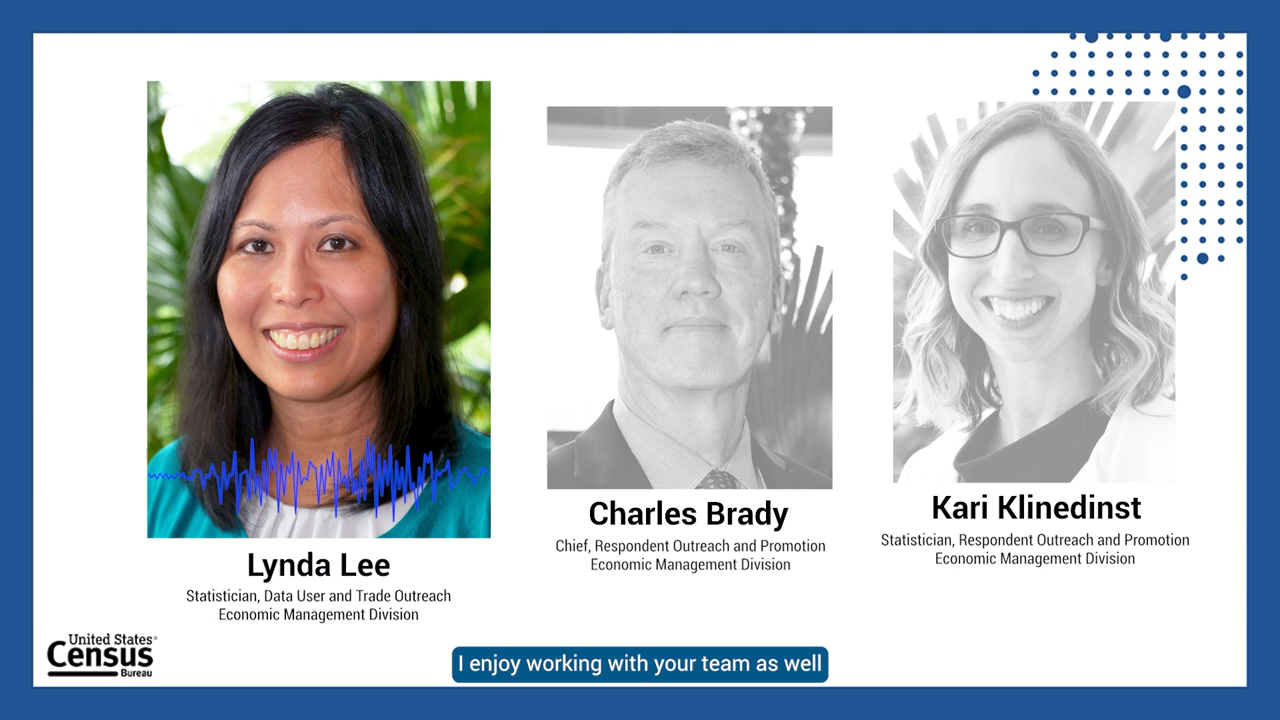 Lynda Lee
Statistician, Data User and Trade Outreach
Economic Management Division
Charles Brady
Chief, Respondent Outreach and Promotion
Economic Management Division
Kari Klinedinst
Statistician, Respondent Outreach and Promotion
Economic Management Division
United States®
Census
Bureau
I enjoy working with your team as well